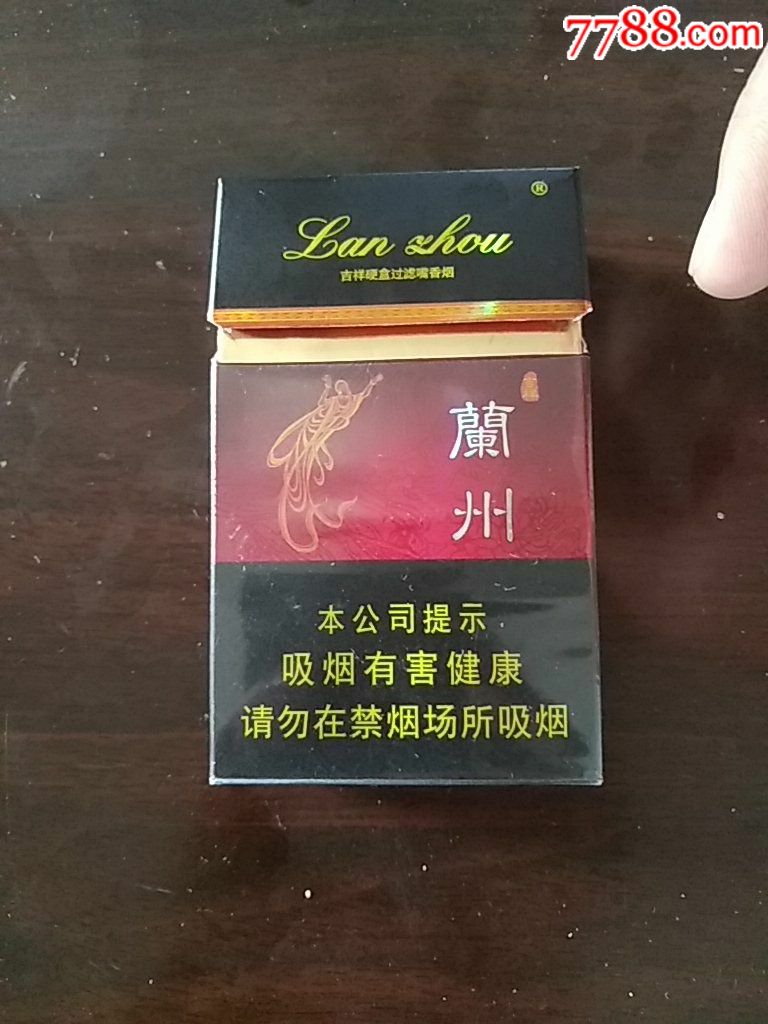 7788.com
®
Lan zhou
吉祥硬盒过滤嘴香烟
蘭
州
本公司提示
吸烟有害健康
请勿在禁烟场所吸烟